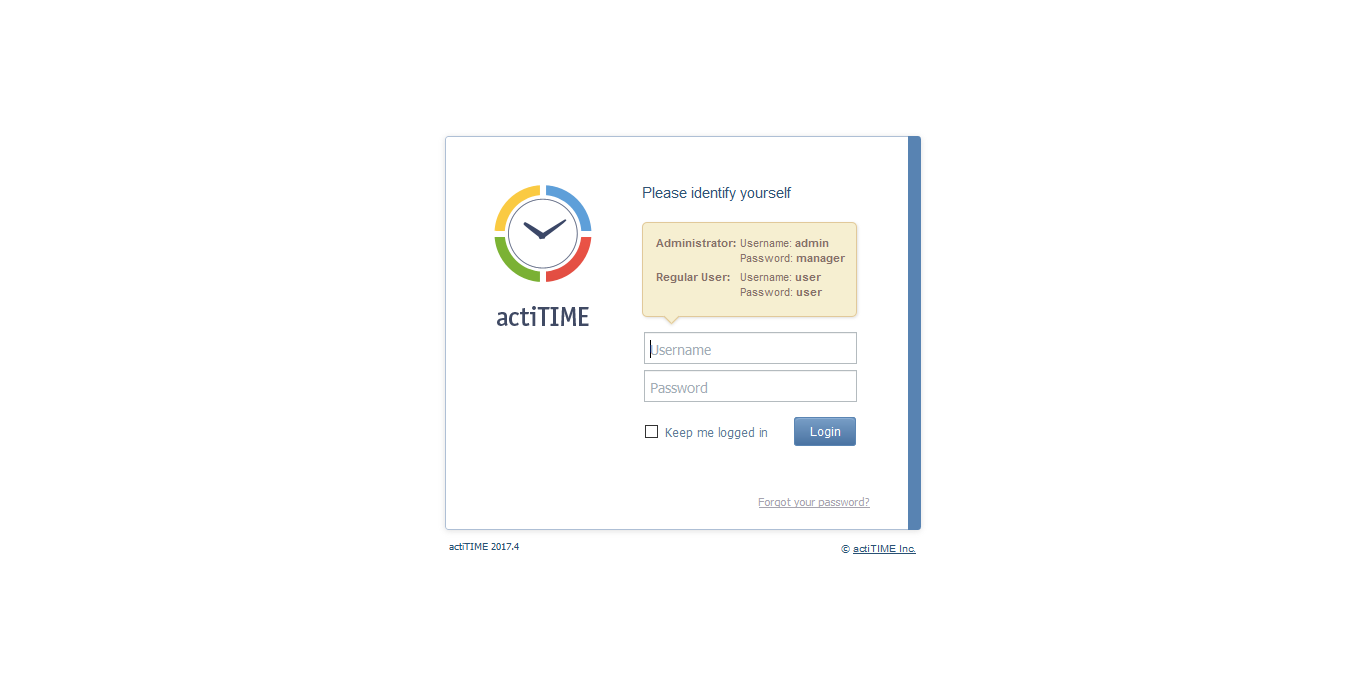 Please identify yourself
Administrator: Username: admin
Password: manager
Regular User: Username: user
Password: user
actiTIME
Username
Password
Keep me logged in
Login
Forgot your password?
actiTIME 2017.4
© actiTIME Inc.